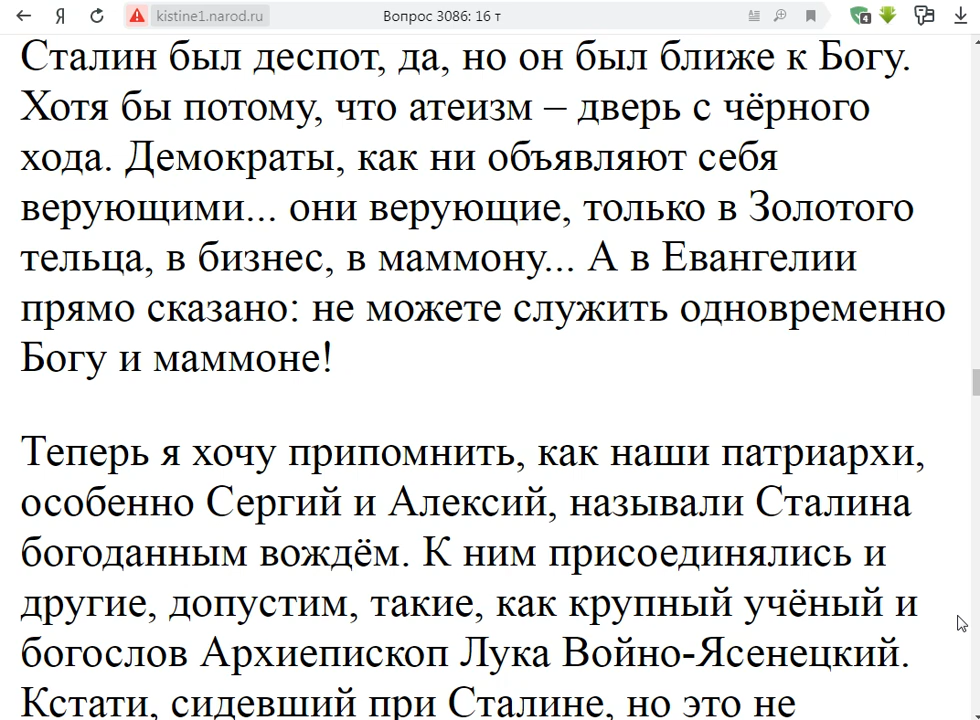 kistine1.narod.ru
Вопрос 3086: 16 т
4
Сталин был деспот, да, но он был ближе к Богу.
Хотя бы потому, что атеизм – дверь с чёрного
хода. Демократы, как ни объявляют себя
верующими... они верующие, только в Золотого
тельца, в бизнес, в маммону... А в Евангелии
прямо сказано: не можете служить одновременно
Богу и маммоне!
Теперь я хочу припомнить, как наши патриархи,
особенно Сергий и Алексий, называли Сталина
богоданным вождём. К ним присоединялись и
другие, допустим, такие, как крупный учёный и
богослов Архиепископ Лука Войно-Ясенецкий.
Кстати, сидевший при Сталине, но это не